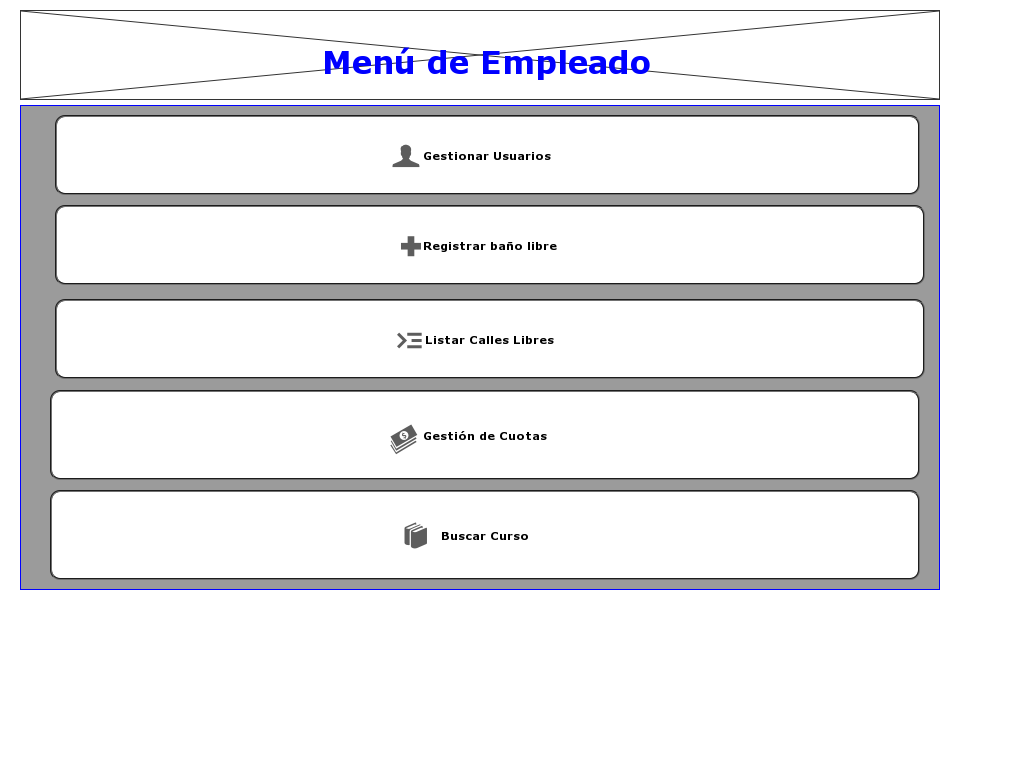 Menú de Empleado
Gestionar Usuarios
Registrar baño libre
Listar Calles Libres
Gestión de Cuotas
Buscar Curso